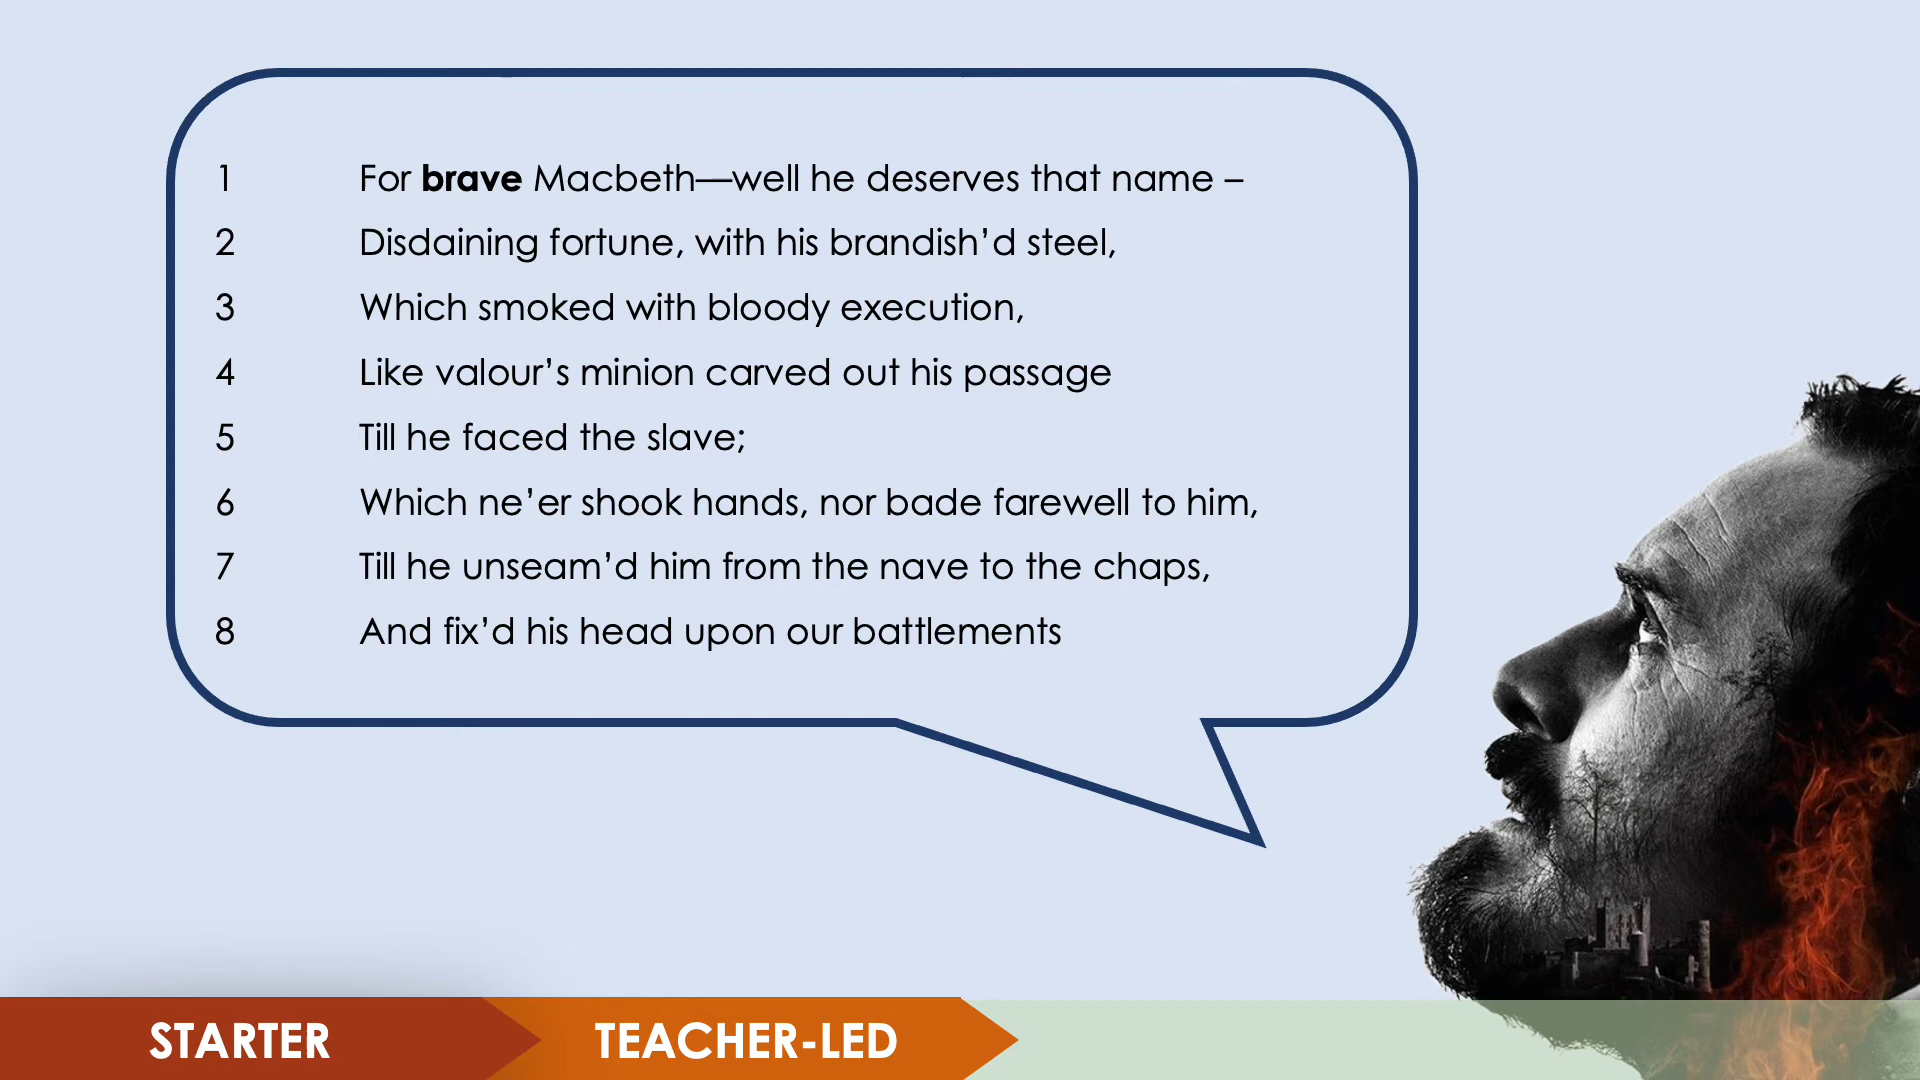 1 For brave Macbeth—well he deserves that name –
2 Disdaining fortune, with his brandish’d steel,
3 Which smoked with bloody execution,
4 Like valour’s minion carved out his passage
5 Till he faced the slave;
6 Which ne’er shook hands, nor bade farewell to him,
7 Till he unseam’d him from the nave to the chaps,
8 And fix’d his head upon our battlements
STARTER TEACHER-LED